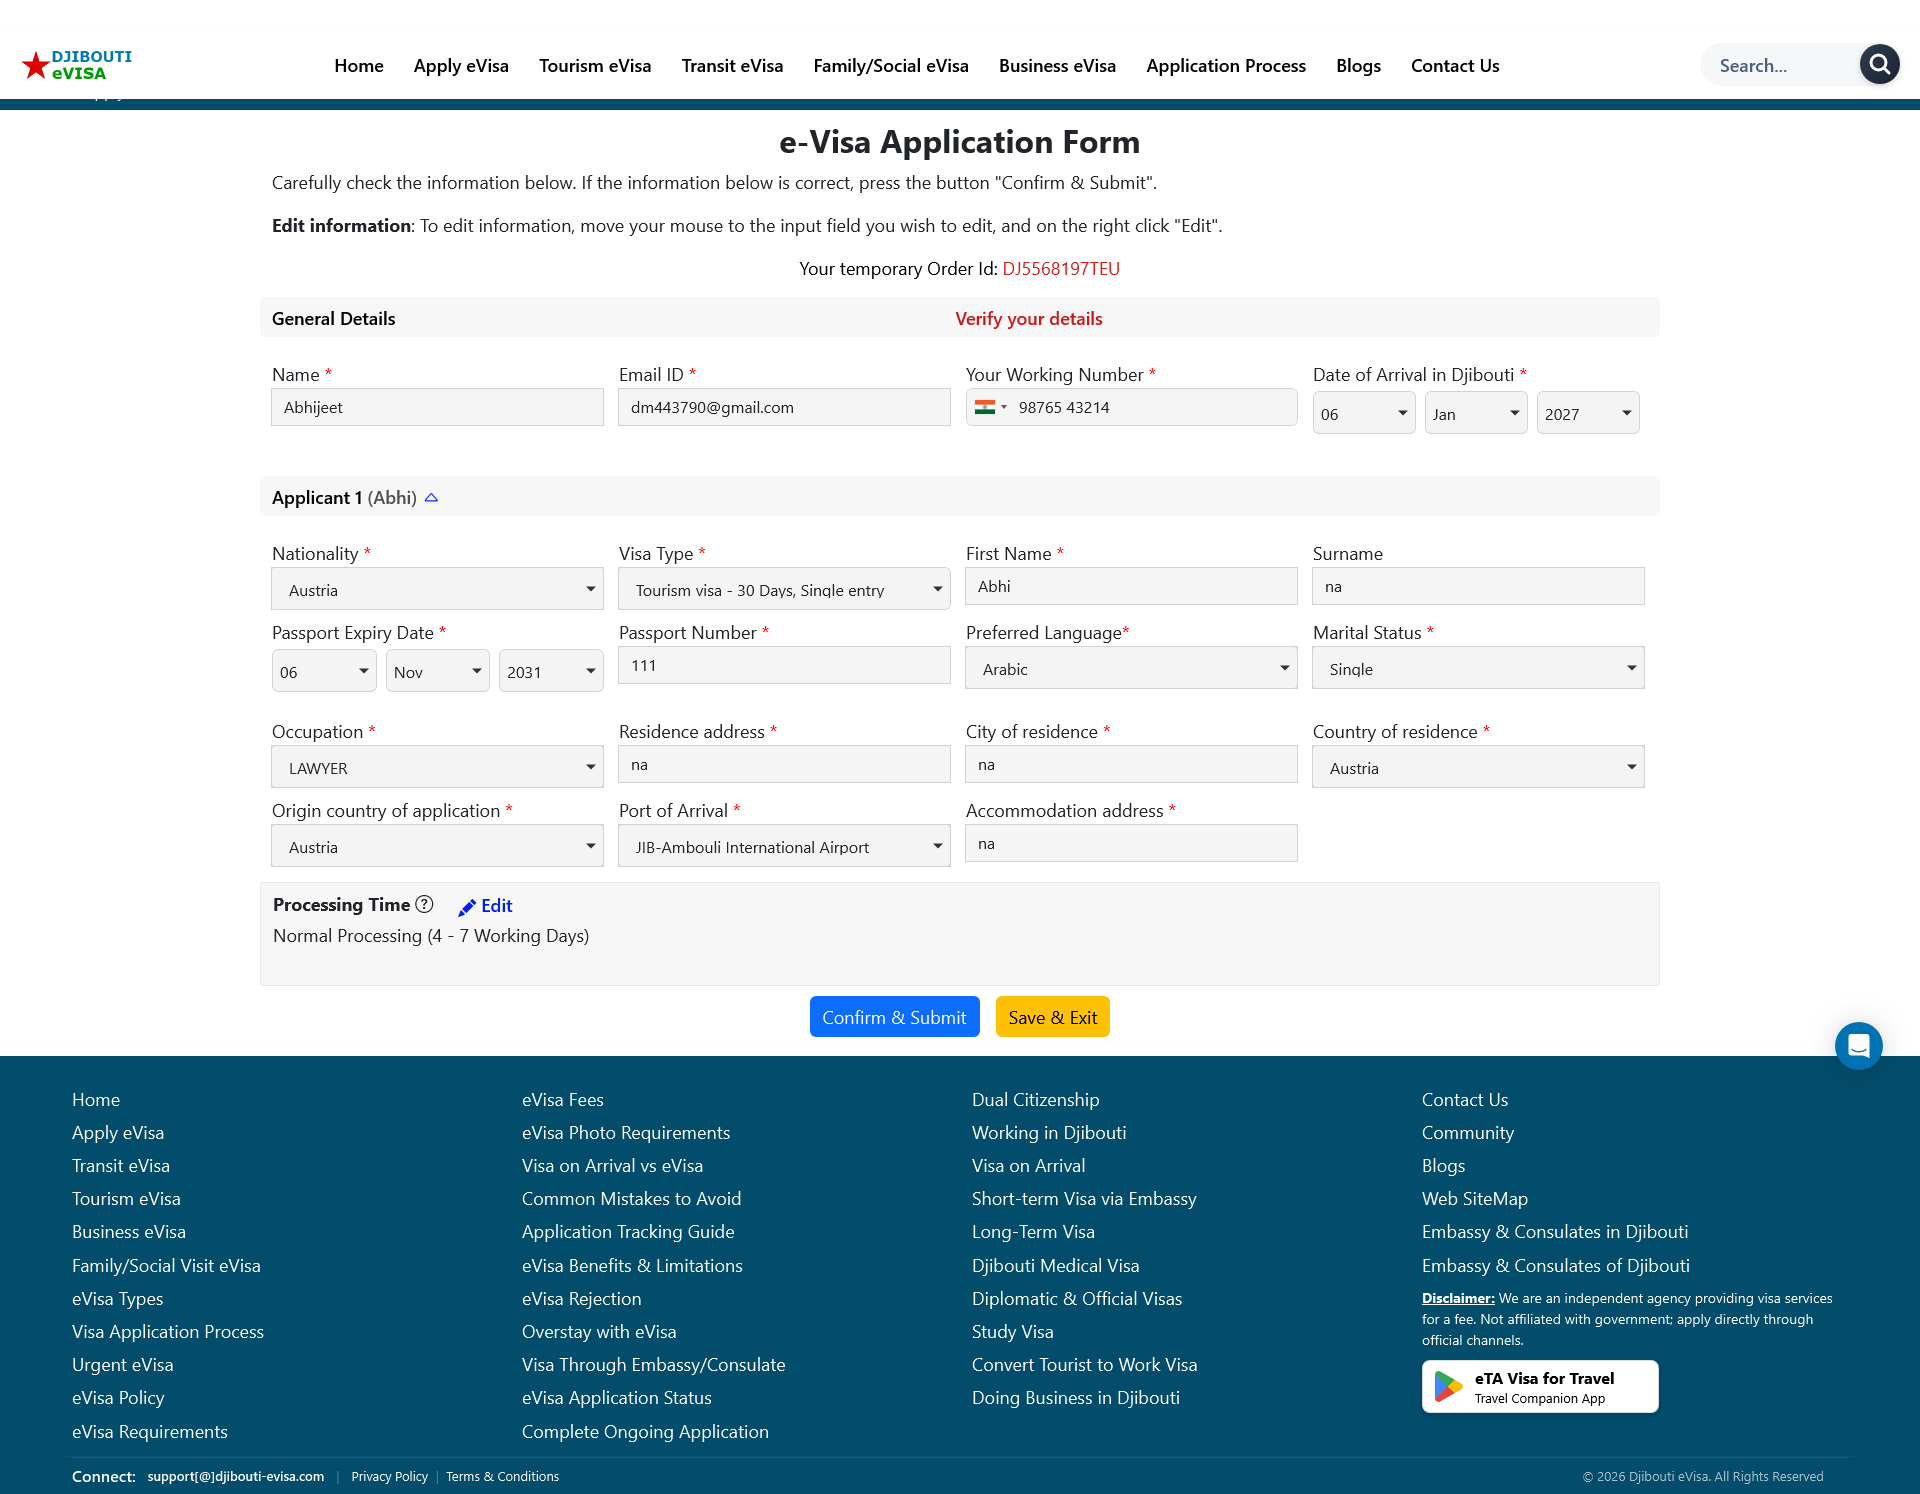 DJIBOUTI
eVISA
Home
Apply eVisa
Tourism eVisa
Transit eVisa
Family/Social eVisa
Business eVisa
Application Process
Blogs
Contact Us
Search...
e-Visa Application Form
Carefully check the information below. If the information below is correct, press the button "Confirm & Submit".
Edit information: To edit information, move your mouse to the input field you wish to edit, and on the right click "Edit".
Your temporary Order Id: DJ5568197TEU
General Details
Verify your details
Name *
Email ID *
Your Working Number *
Date of Arrival in Djibouti *
Abhijeet
dm443790@gmail.com
98765 43214
06
Jan
2027
Applicant 1 (Abhi)
Nationality *
Visa Type *
First Name *
Surname
Austria
Tourism visa - 30 Days, Single entry
Abhi
na
Passport Expiry Date *
Passport Number *
Preferred Language*
Marital Status *
06
Nov
2031
111
Arabic
Single
Occupation *
Residence address *
City of residence *
Country of residence *
LAWYER
na
na
Austria
Origin country of application *
Port of Arrival *
Accommodation address *
Austria
JIB-Ambouli International Airport
na
Processing Time ?
Edit
Normal Processing (4 - 7 Working Days)
Confirm & Submit
Save & Exit
Home
Apply eVisa
Transit eVisa
Tourism eVisa
Business eVisa
Family/Social Visit eVisa
eVisa Types
Visa Application Process
Urgent eVisa
eVisa Policy
eVisa Requirements
eVisa Fees
eVisa Photo Requirements
Visa on Arrival vs eVisa
Common Mistakes to Avoid
Application Tracking Guide
eVisa Benefits & Limitations
eVisa Rejection
Overstay with eVisa
Visa Through Embassy/Consulate
eVisa Application Status
Complete Ongoing Application
Dual Citizenship
Working in Djibouti
Visa on Arrival
Short-term Visa via Embassy
Long-Term Visa
Djibouti Medical Visa
Diplomatic & Official Visas
Study Visa
Convert Tourist to Work Visa
Doing Business in Djibouti
Contact Us
Community
Blogs
Web SiteMap
Embassy & Consulates in Djibouti
Embassy & Consulates of Djibouti
Disclaimer: We are an independent agency providing visa services
for a fee. Not affiliated with government; apply directly through
official channels.
eTA Visa for Travel
Travel Companion App
Connect: support[@]djibouti-evisa.com | Privacy Policy | Terms & Conditions
© 2026 Djibouti eVisa. All Rights Reserved